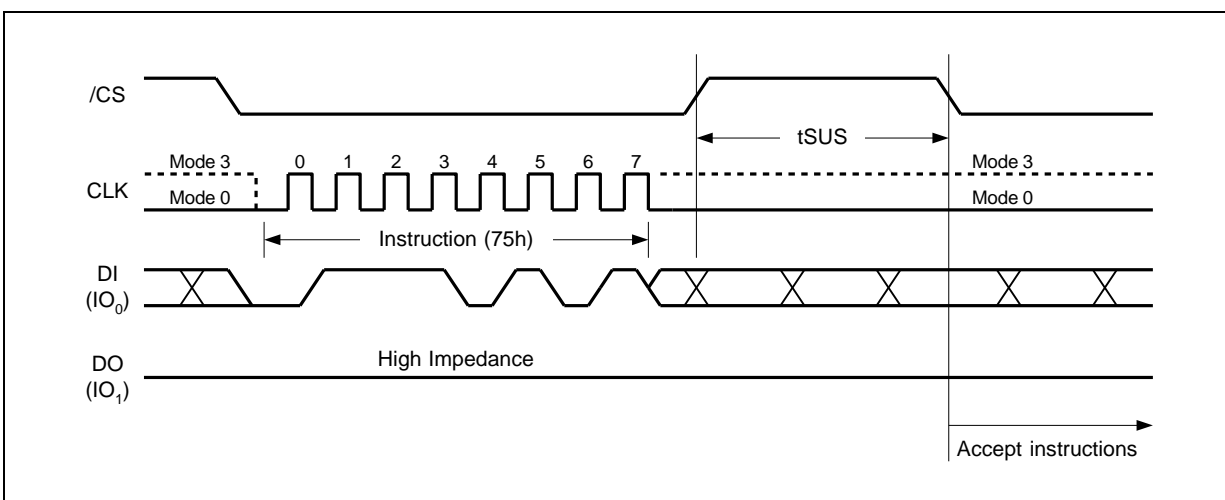 /CS
tSUS
Mode 3
0 1 2 3 4 5 6 7
Mode 3
CLK
Mode 0
Mode 0
Instruction (75h)
DI
(IO0)
High Impedance
DO
(IO1)
Accept instructions